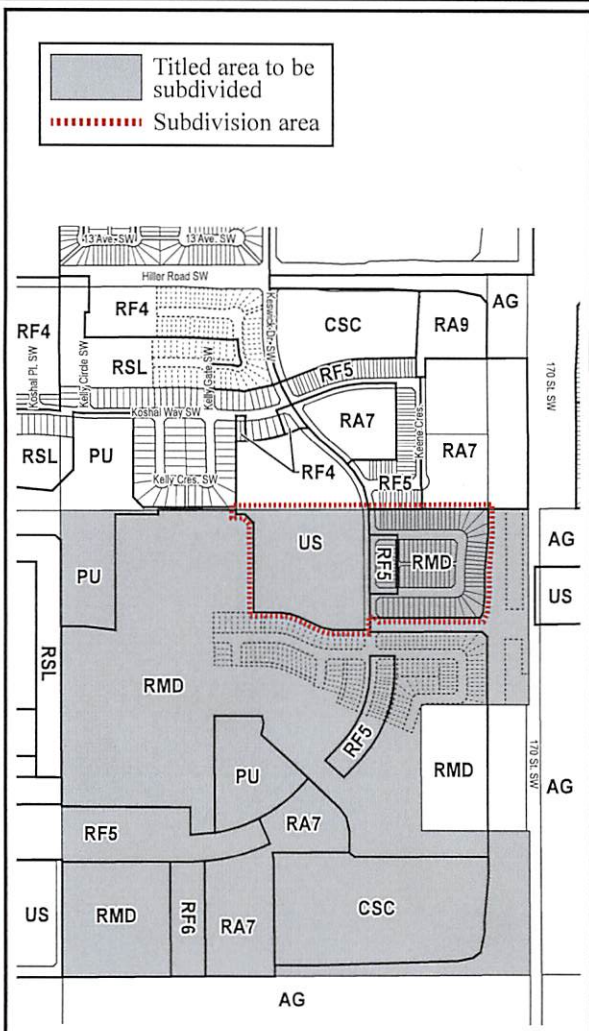 Titled area to be
subdivided
Subdivision area
13 Ave. SW
13 Ave. SW
Hiller Road SW
RF4
RF4
CSC
RA9
AG
Keswick Dr SW
Kelly Circle SW
Koshal Pl. SW
RSL
Kelly Gate SW
RF5
170 St. SW
Koshal Way SW
RA7
Keene Cres.
RSL
PU
RF4
RA7
Kelly Cres. SW
RF5
US
RF5
RMD
AG
PU
US
RSL
RMD
RF5
RMD
170 St. SW
AG
PU
RA7
RF5
CSC
US
RMD
RF6
RA7
AG